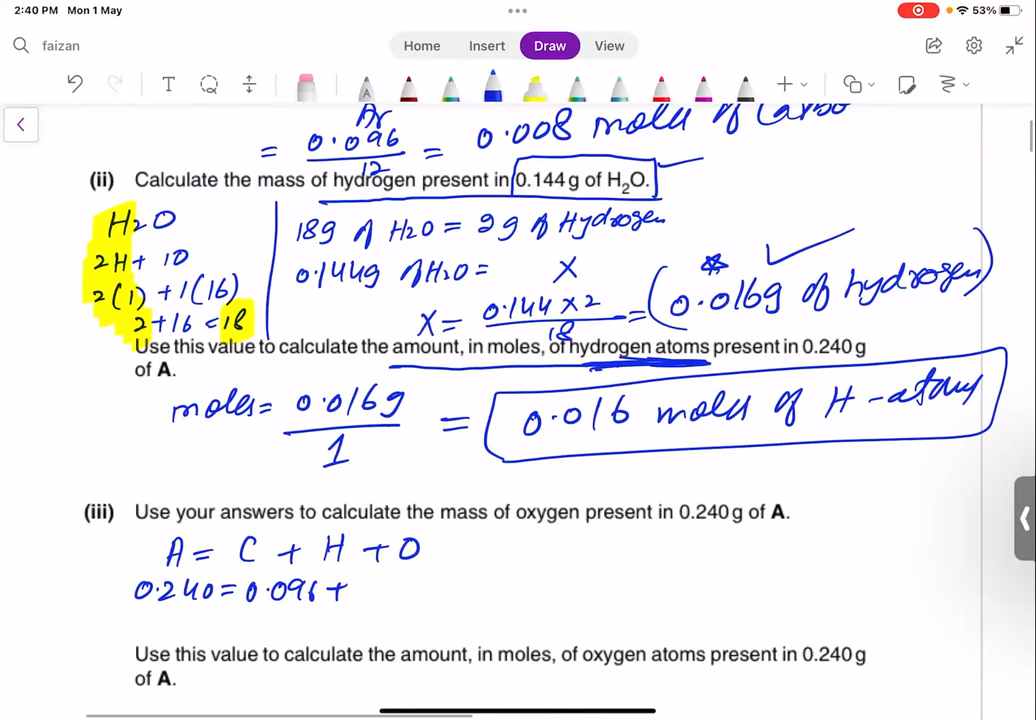 2:40 PM Mon 1 May
53%
faizan
Home Insert Draw View
T
A
Ar
= 0.096 / 12 = 0.008 moles of Carbo
(ii) Calculate the mass of hydrogen present in 0.144 g of H₂O.
H2O
2H + 1O
2(1) + 1(16)
2+16 = 18
18g of H2O = 2g of Hydrogen
0.144g of H2O = X
X = 0.144 x 2 / 18 = (0.016g of hydrogen)
Use this value to calculate the amount, in moles, of hydrogen atoms present in 0.240 g
of A.
moles = 0.016g / 1 = 0.016 moles of H-atoms
(iii) Use your answers to calculate the mass of oxygen present in 0.240 g of A.
A = C + H + O
0.240 = 0.096 +
Use this value to calculate the amount, in moles, of oxygen atoms present in 0.240 g
of A.